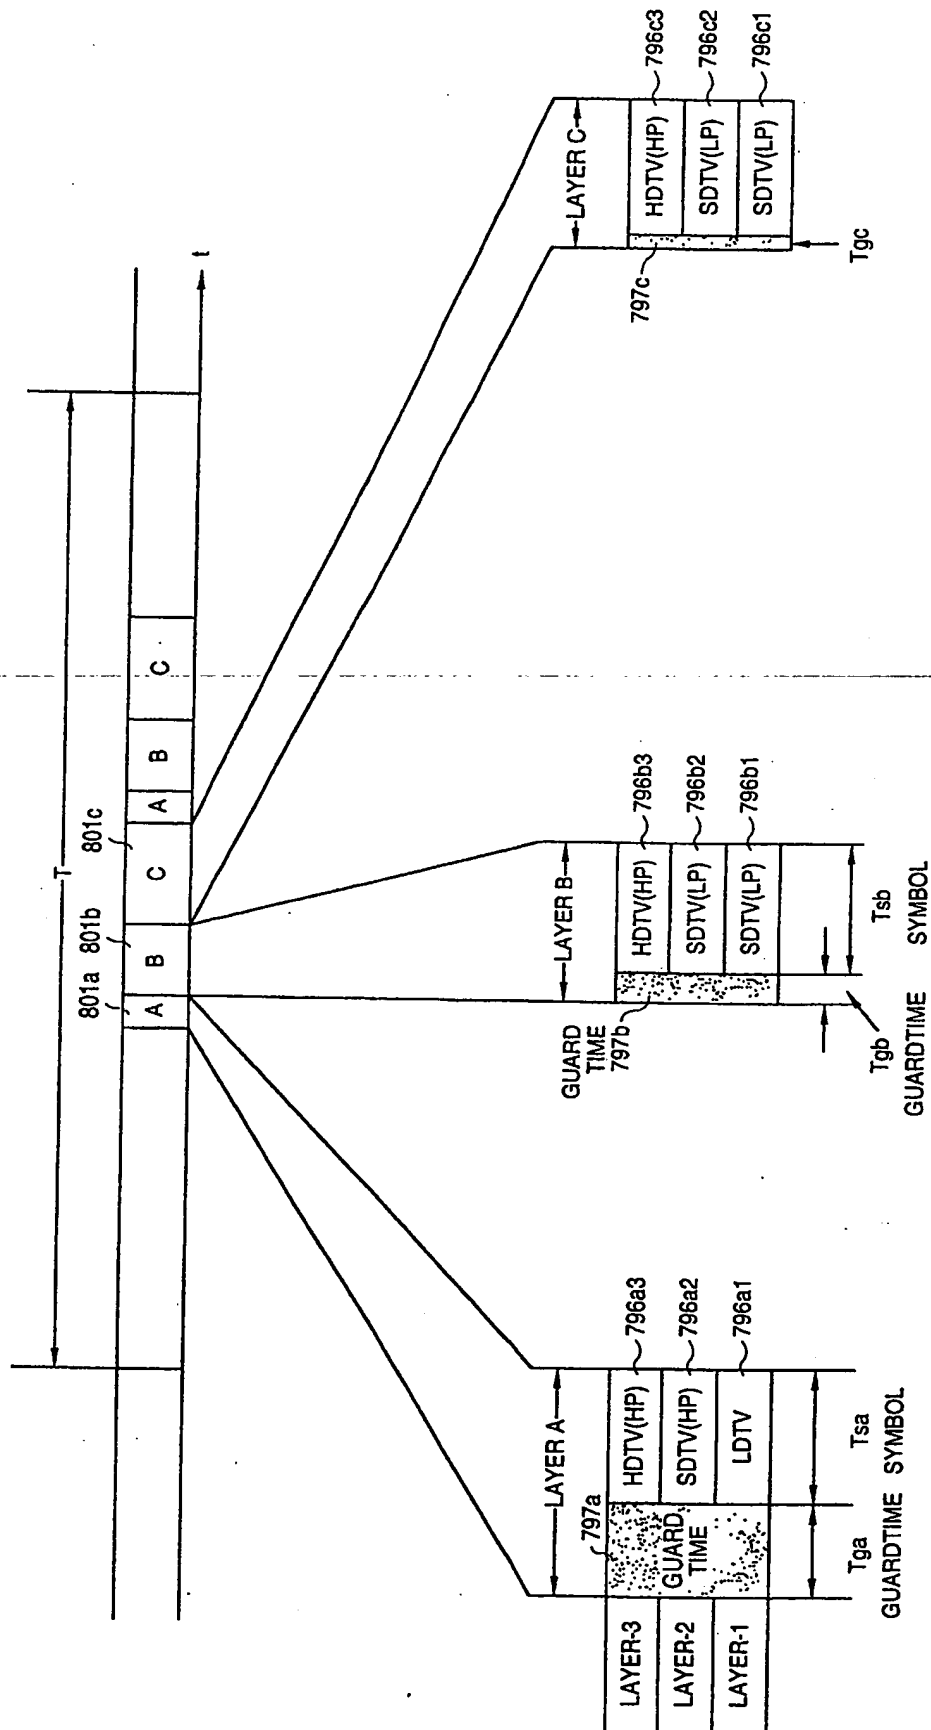 T
801a
801b
801c
A
B
C
A
B
C
t
LAYER A
797a
LAYER-3
LAYER-2
LAYER-1
GUARD
TIME
HDTV(HP)
SDTV(HP)
LDTV
796a3
796a2
796a1
Tga
Tsa
GUARDTIME
SYMBOL
LAYER B
GUARD
TIME
797b
HDTV(HP)
SDTV(LP)
SDTV(LP)
796b3
796b2
796b1
Tgb
Tsb
GUARDTIME
SYMBOL
LAYER C
797c
HDTV(HP)
SDTV(LP)
SDTV(LP)
796c3
796c2
796c1
Tgc